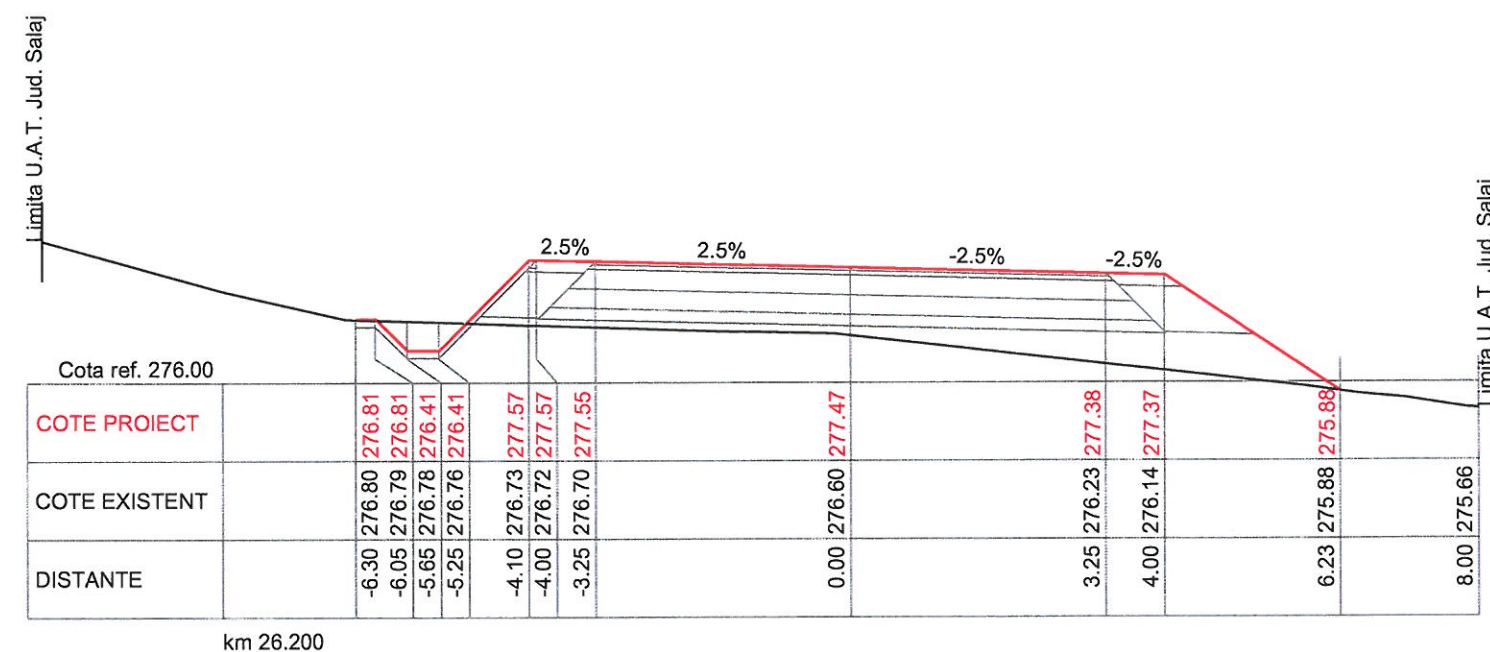 Limita U.A.T. Jud. Salaj
Limita U.A.T. Jud. Salaj
2.5% 2.5% -2.5% -2.5%
Cota ref. 276.00
COTE PROIECT 276.81 276.81 276.41 276.41 277.57 277.57 277.55 277.47 277.38 277.37 275.88
COTE EXISTENT 276.80 276.79 276.78 276.76 276.73 276.72 276.70 276.60 276.23 276.14 275.88 275.66
DISTANTE -6.30 -6.05 -5.65 -5.25 -4.10 -4.00 -3.25 0.00 3.25 4.00 6.23 8.00
km 26.200